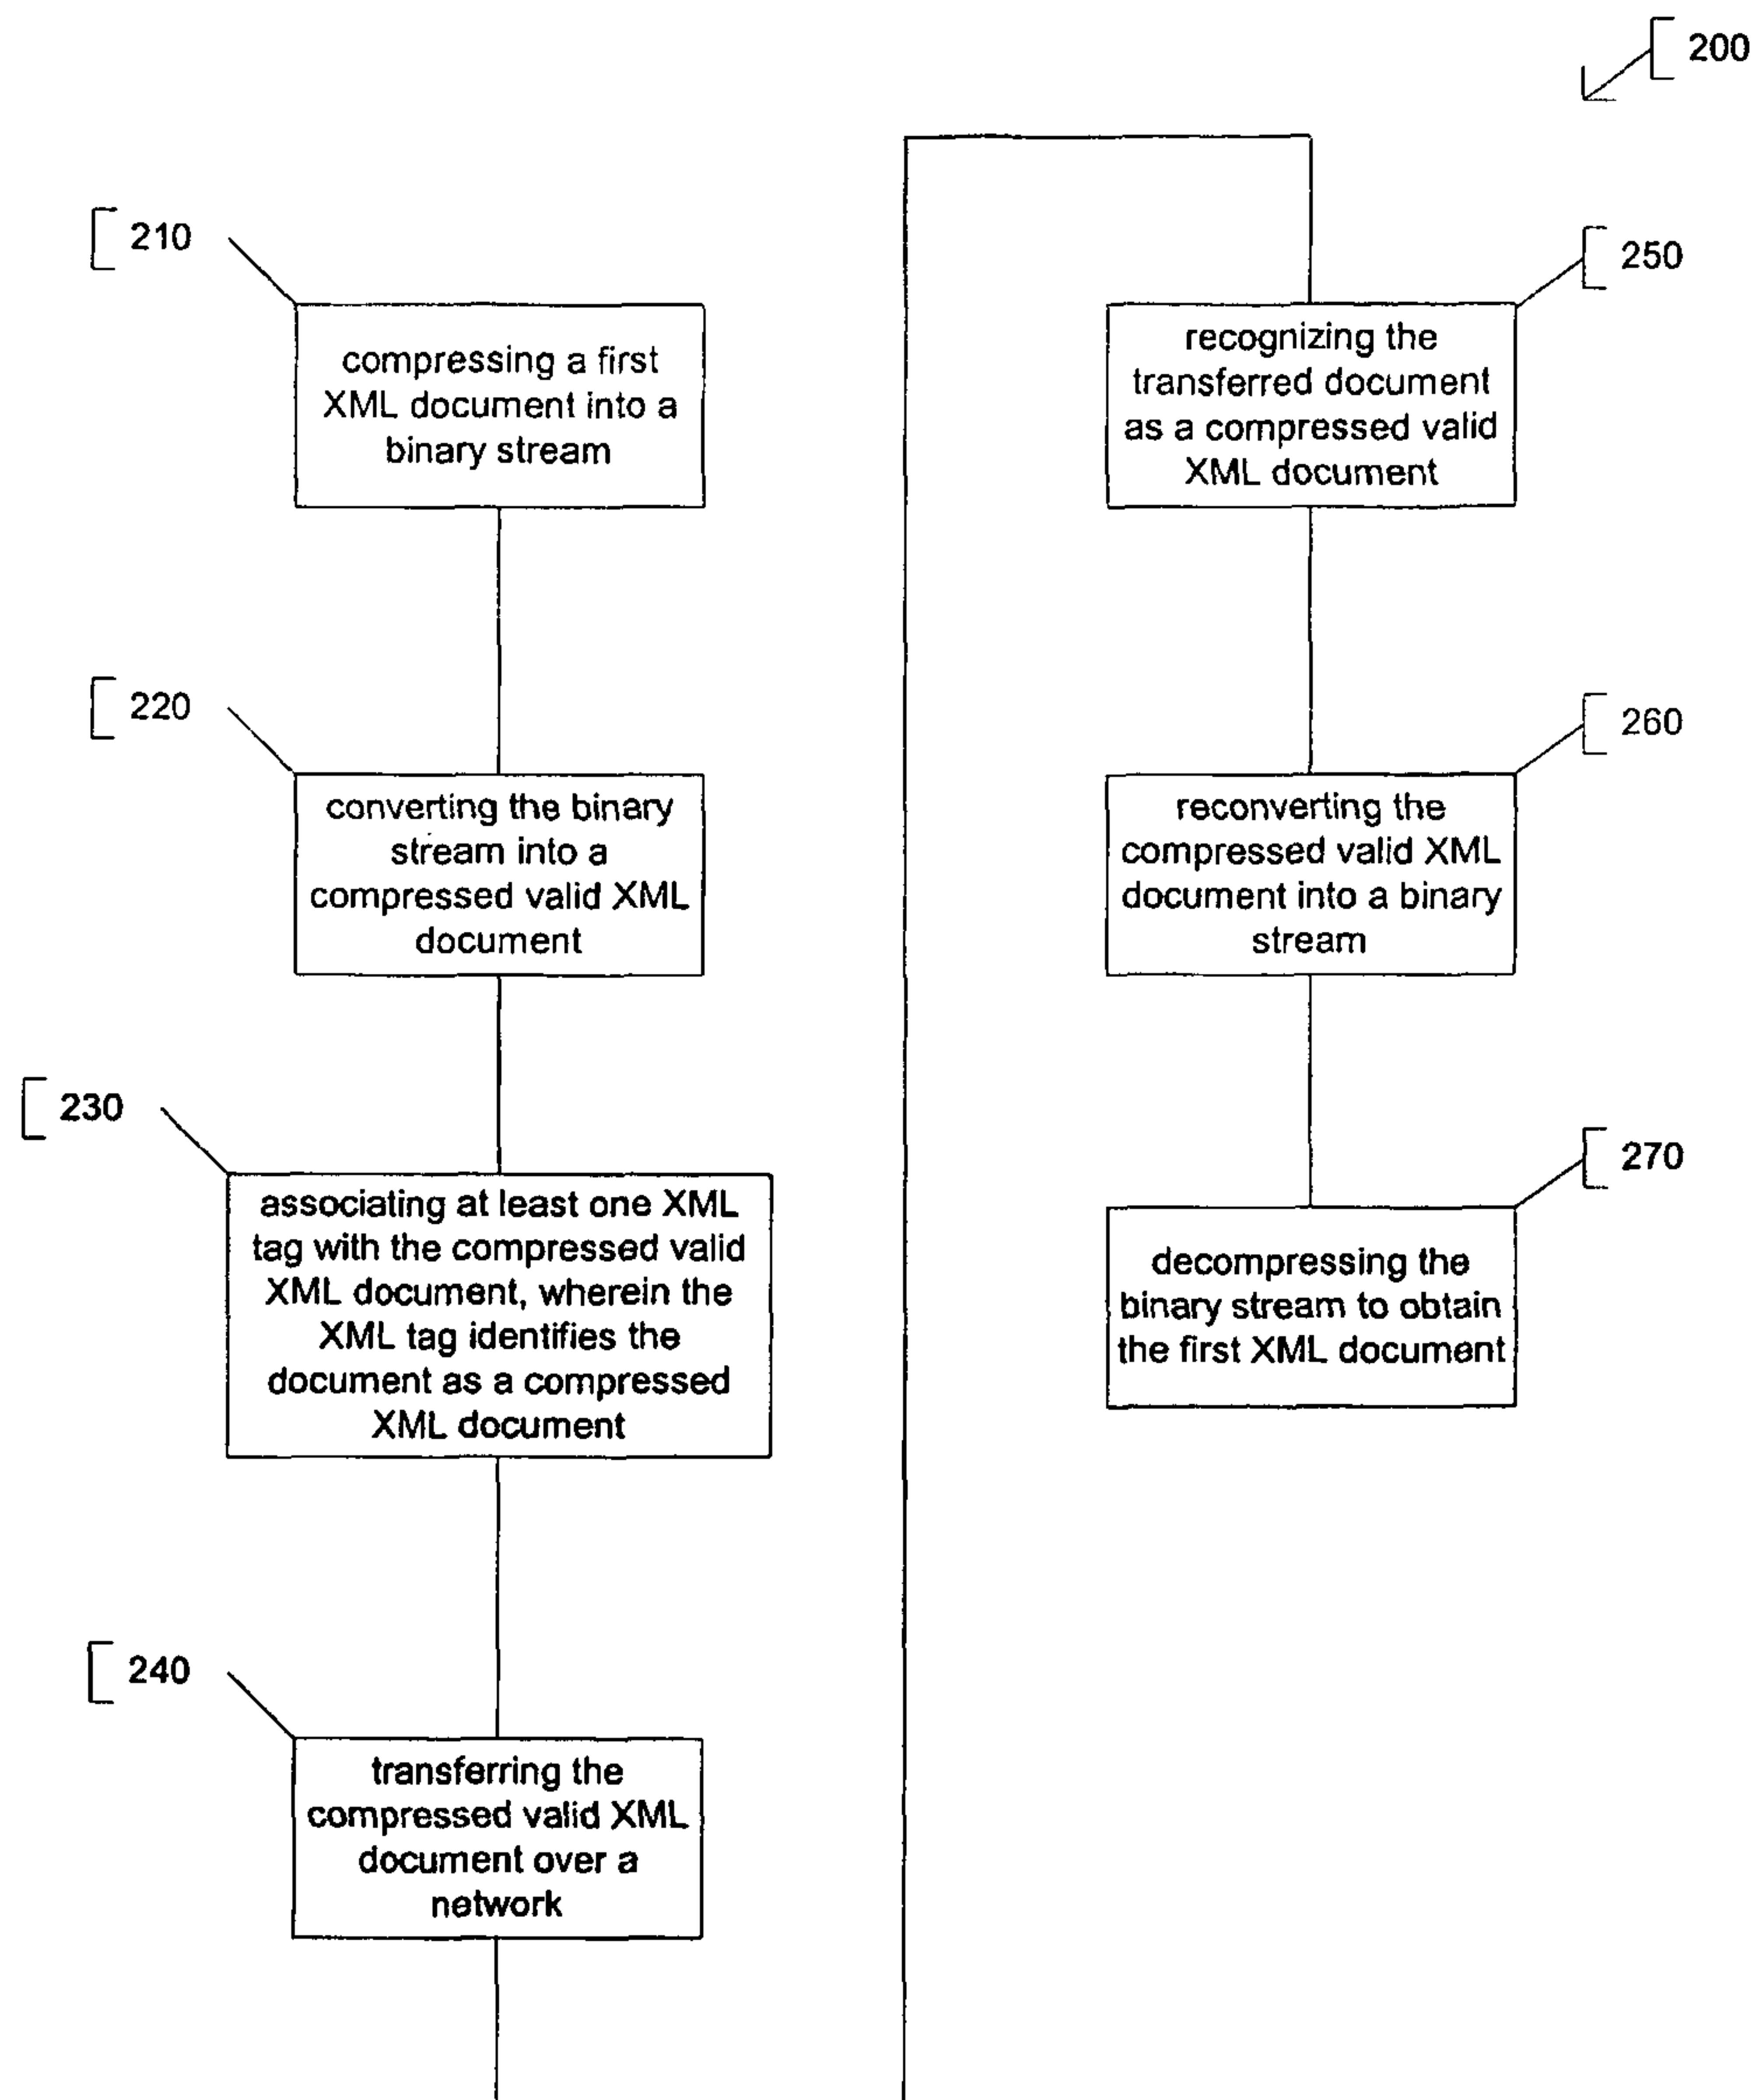 200
210
compressing a first
XML document into a
binary stream
220
converting the binary
stream into a
compressed valid XML
document
230
associating at least one XML
tag with the compressed valid
XML document, wherein the
XML tag identifies the
document as a compressed
XML document
240
transferring the
compressed valid XML
document over a
network
250
recognizing the
transferred document
as a compressed valid
XML document
260
reconverting the
compressed valid XML
document into a binary
stream
270
decompressing the
binary stream to obtain
the first XML document